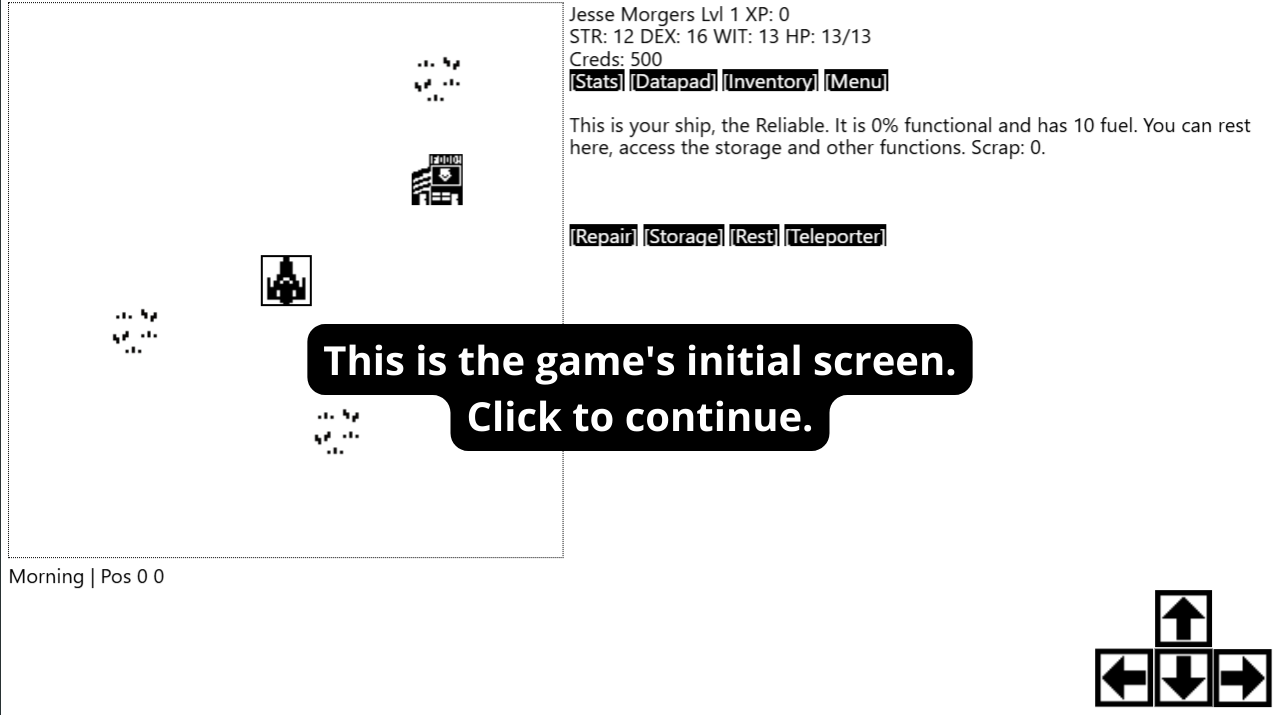 Jesse Morgers Lvl 1 XP: 0
STR: 12 DEX: 16 WIT: 13 HP: 13/13
Creds: 500
[Stats] [Datapad] [Inventory] [Menu]
This is your ship, the Reliable. It is 0% functional and has 10 fuel. You can rest
here, access the storage and other functions. Scrap: 0.
FOOD!
[Repair] [Storage] [Rest] [Teleporter]
This is the game's initial screen.
Click to continue.
Morning | Pos 0 0